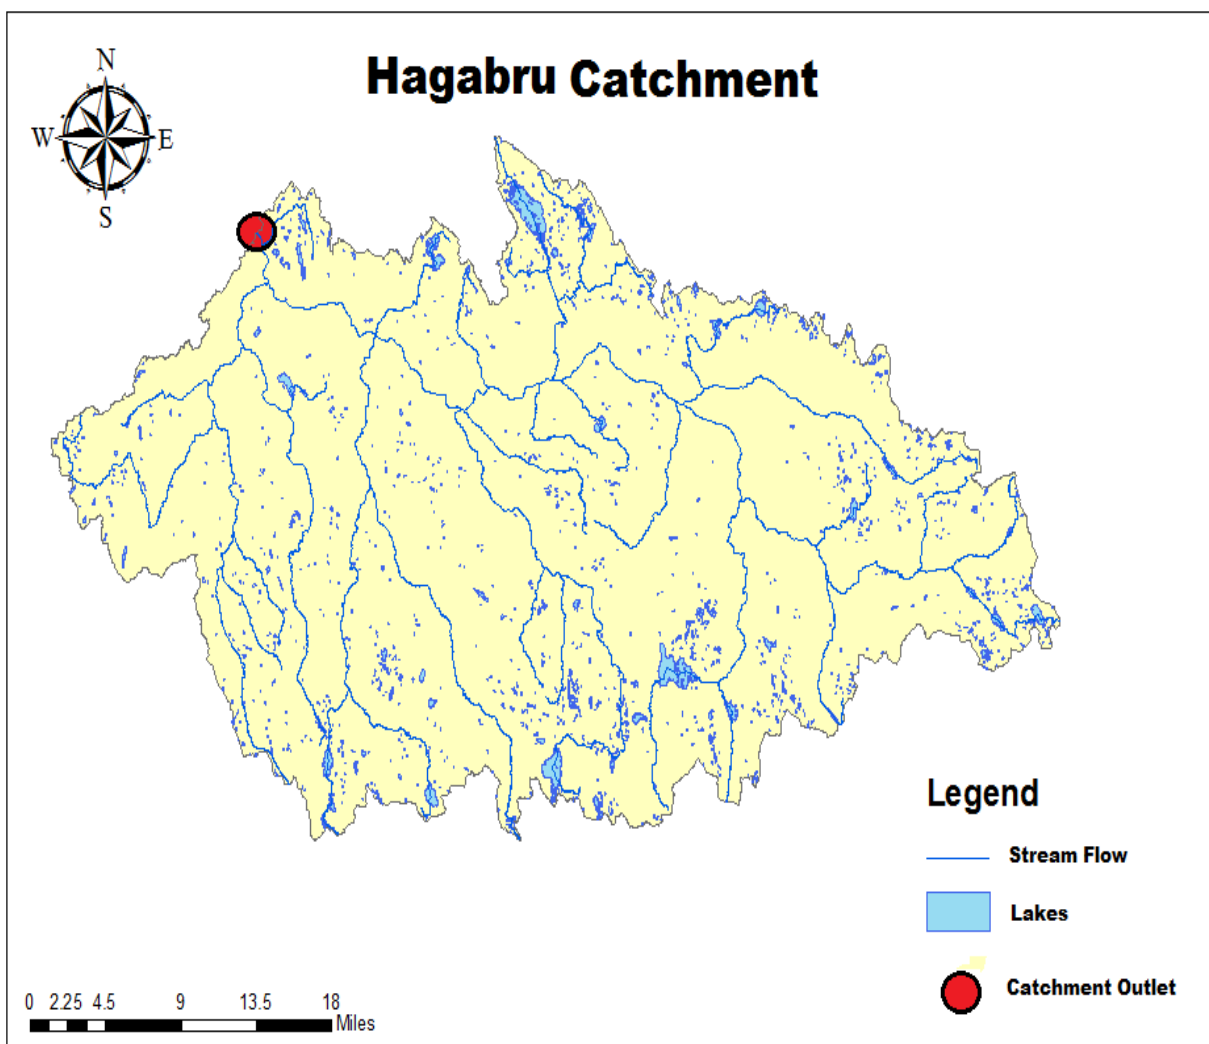 Hagabru Catchment
N
W E
S
Legend
Stream Flow
Lakes
Catchment Outlet
0 2.25 4.5 9 13.5 18
Miles